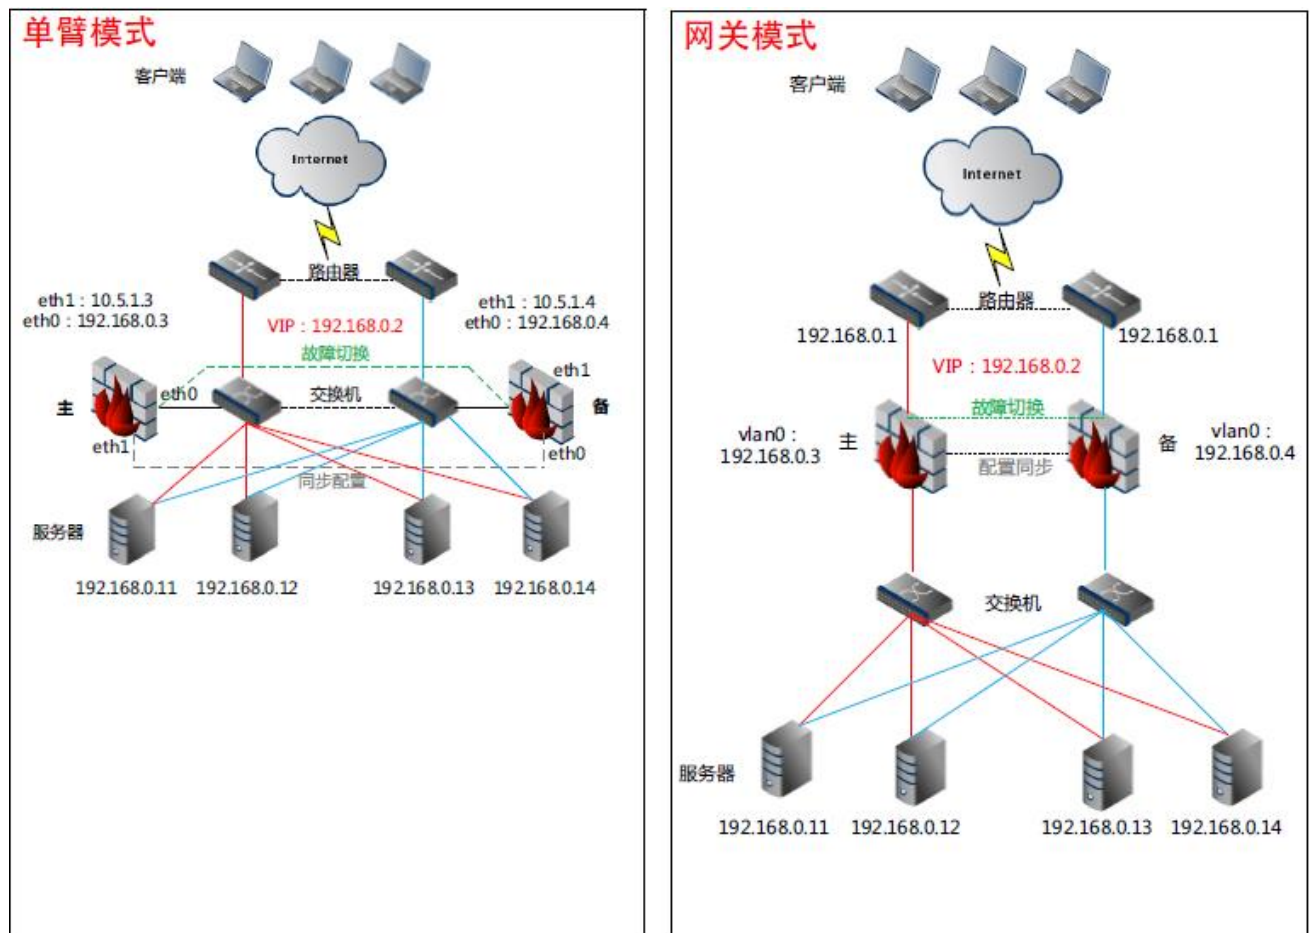 单臂模式
客户端
Internet
路由器
eth1：10.5.1.3
eth0：192.168.0.3
eth1：10.5.1.4
eth0：192.168.0.4
VIP：192.168.0.2
故障切换
eth1
eth0
交换机
主
备
eth1
eth0
同步配置
服务器
192.168.0.11
192.168.0.12
192.168.0.13
192.168.0.14
网关模式
客户端
Internet
路由器
192.168.0.1
192.168.0.1
VIP：192.168.0.2
故障切换
vlan0：
192.168.0.3
主
备
vlan0：
192.168.0.4
配置同步
交换机
服务器
192.168.0.11
192.168.0.12
192.168.0.13
192.168.0.14